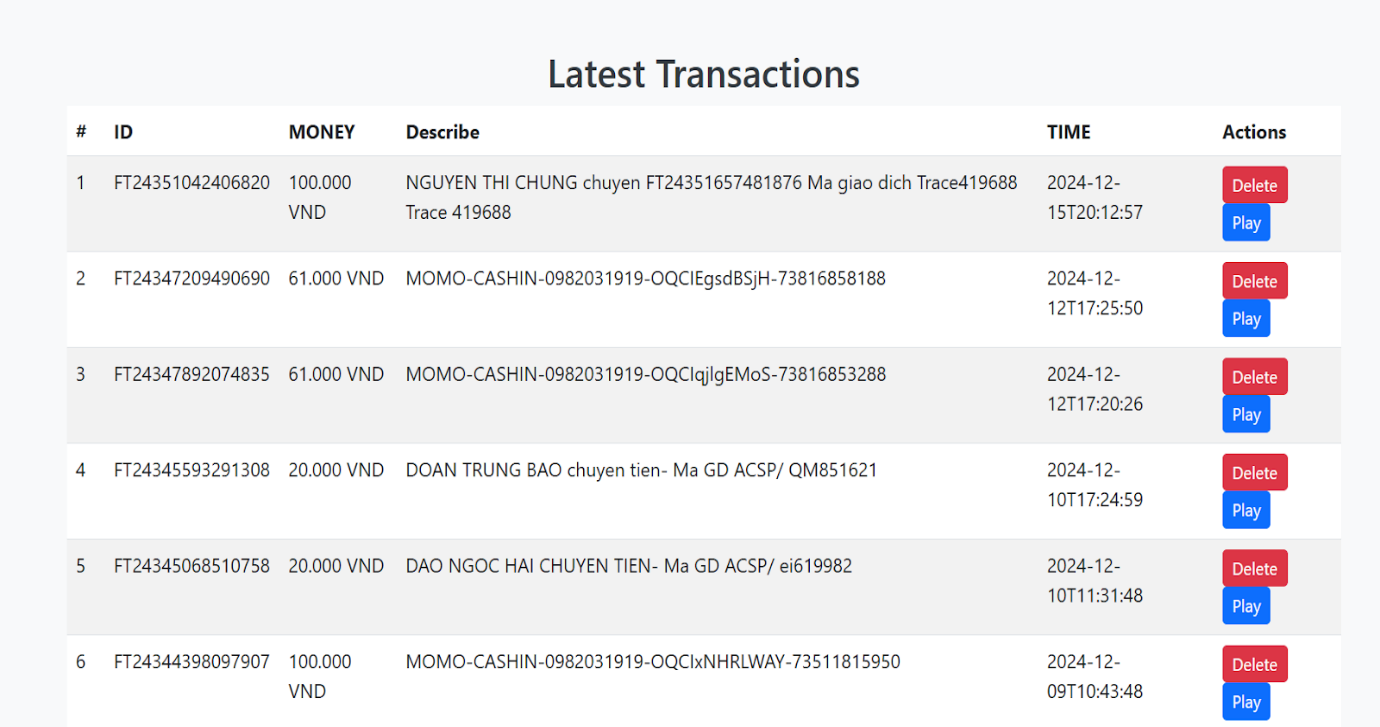 Latest Transactions
# ID MONEY Describe TIME Actions
1 FT24351042406820 100.000 NGUYEN THI CHUNG chuyen FT24351657481876 Ma giao dich Trace419688 2024-12- Delete
VND Trace 419688 15T20:12:57 Play
2 FT24347209490690 61.000 VND MOMO-CASHIN-0982031919-OQCIEgsdBSjH-73816858188 2024-12- Delete
12T17:25:50 Play
3 FT24347892074835 61.000 VND MOMO-CASHIN-0982031919-OQCIqjlgEMoS-73816853288 2024-12- Delete
12T17:20:26 Play
4 FT24345593291308 20.000 VND DOAN TRUNG BAO chuyen tien- Ma GD ACSP/ QM851621 2024-12- Delete
10T17:24:59 Play
5 FT24345068510758 20.000 VND DAO NGOC HAI CHUYEN TIEN- Ma GD ACSP/ ei619982 2024-12- Delete
10T11:31:48 Play
6 FT24344398097907 100.000 MOMO-CASHIN-0982031919-OQCIxNHRLWAY-73511815950 2024-12- Delete
VND 09T10:43:48 Play